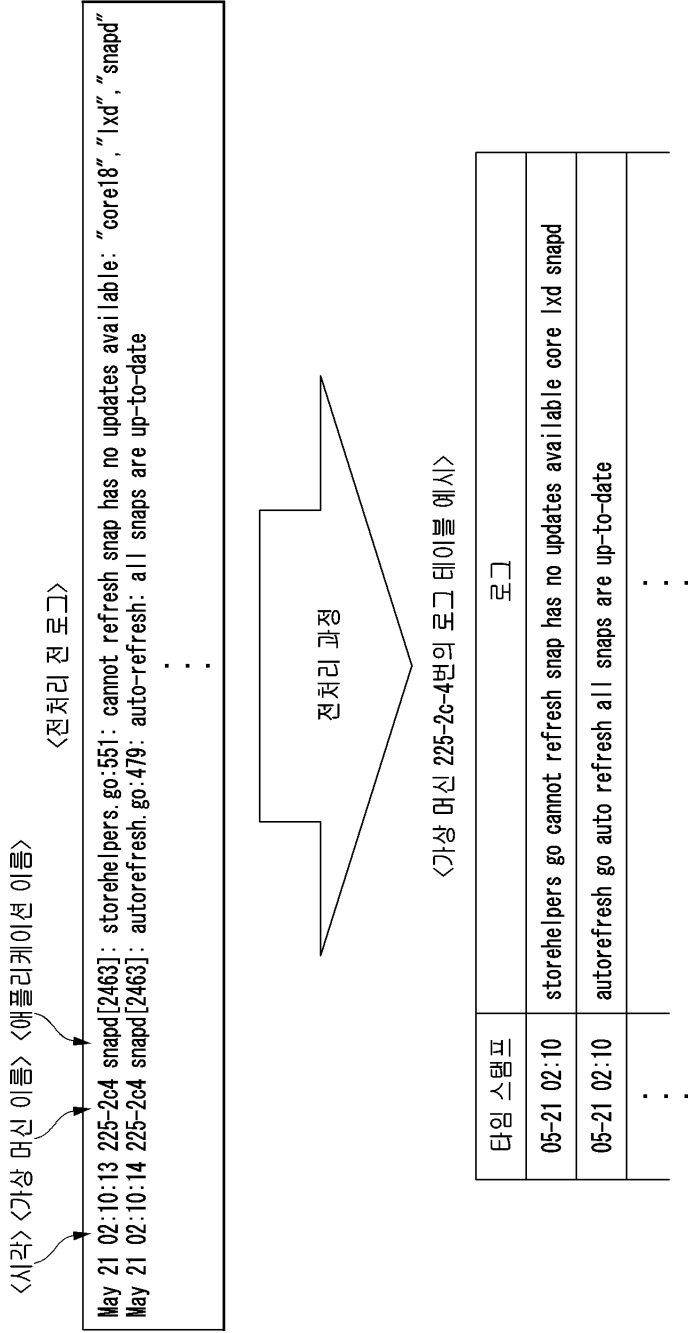 <전처리 전 로그>
<시각> <가상 머신 이름> <애플리케이션 이름>
May 21 02:10:13 225-2c4 snapd[2463]: storehelpers.go:551: cannot refresh snap has no updates available: "core18", "lxd", "snapd"
May 21 02:10:14 225-2c4 snapd[2463]: autorefresh.go:479: auto-refresh: all snaps are up-to-date
...
전처리 과정
<가상 머신 225-2c-4번의 로그 테이블 예시>
타임 스탬프 로그
05-21 02:10 storehelpers go cannot refresh snap has no updates available core lxd snapd
05-21 02:10 autorefresh go auto refresh all snaps are up-to-date
... ...